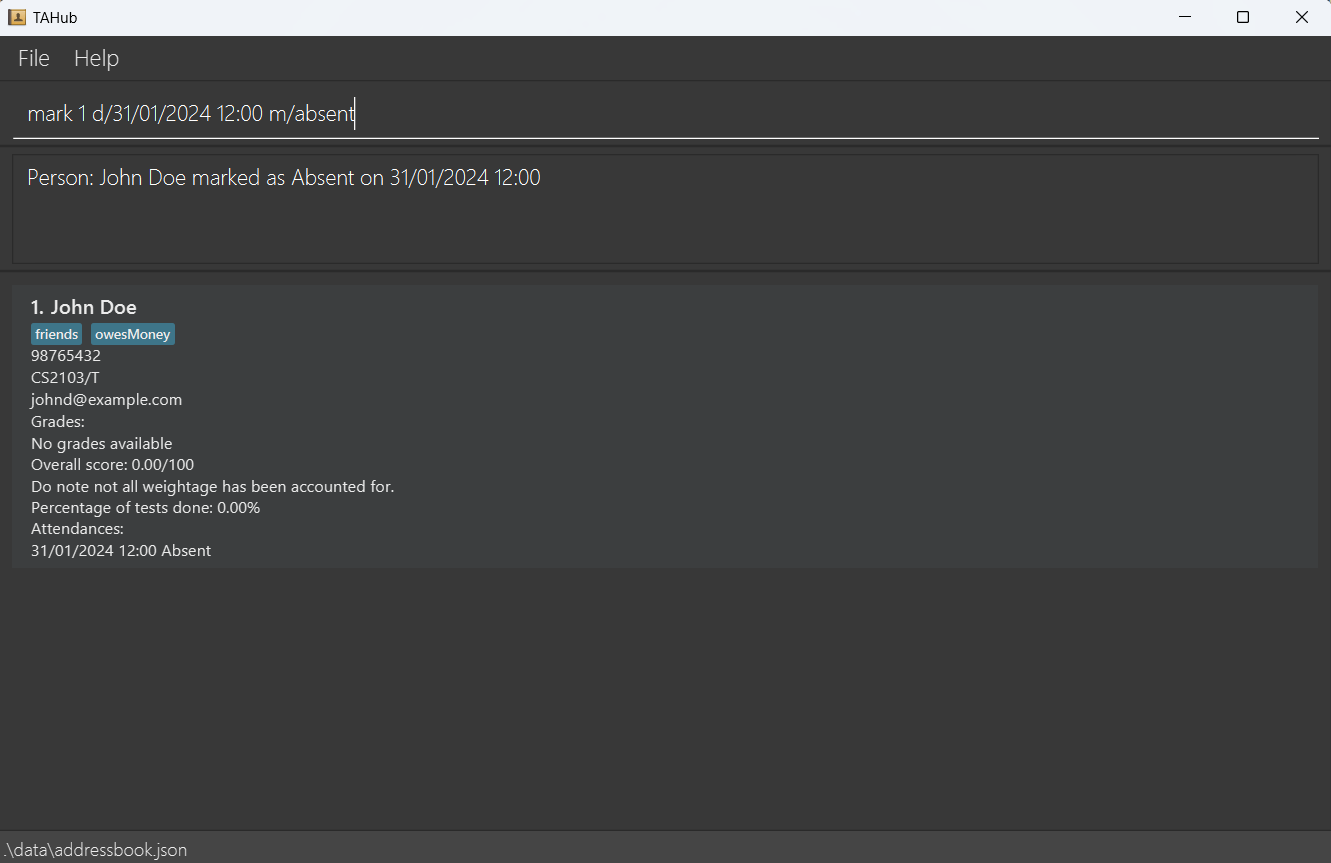 TAHub
File Help
mark 1 d/31/01/2024 12:00 m/absent
Person: John Doe marked as Absent on 31/01/2024 12:00
1. John Doe
friends owesMoney
98765432
CS2103/T
johnd@example.com
Grades:
No grades available
Overall score: 0.00/100
Do note not all weightage has been accounted for.
Percentage of tests done: 0.00%
Attendances:
31/01/2024 12:00 Absent
.\data\addressbook.json